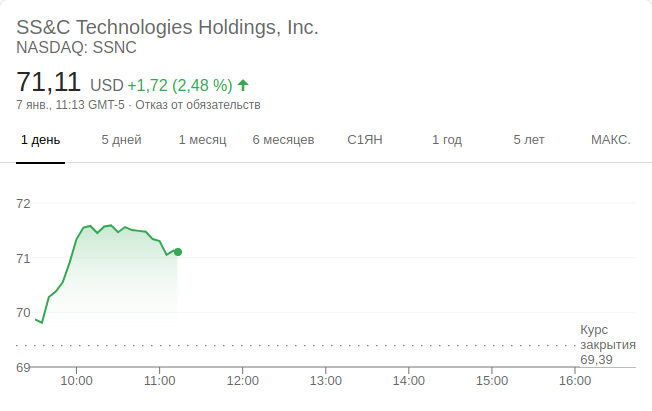 SS&C Technologies Holdings, Inc.
NASDAQ: SSNC
71,11 USD +1,72 (2,48 %)
7 янв., 11:13 GMT-5 · Отказ от обязательств
1 день 5 дней 1 месяц 6 месяцев С1ЯН 1 год 5 лет МАКС.
72
71
70
Курс
закрытия
69,39
69
10:00 11:00 12:00 13:00 14:00 15:00 16:00